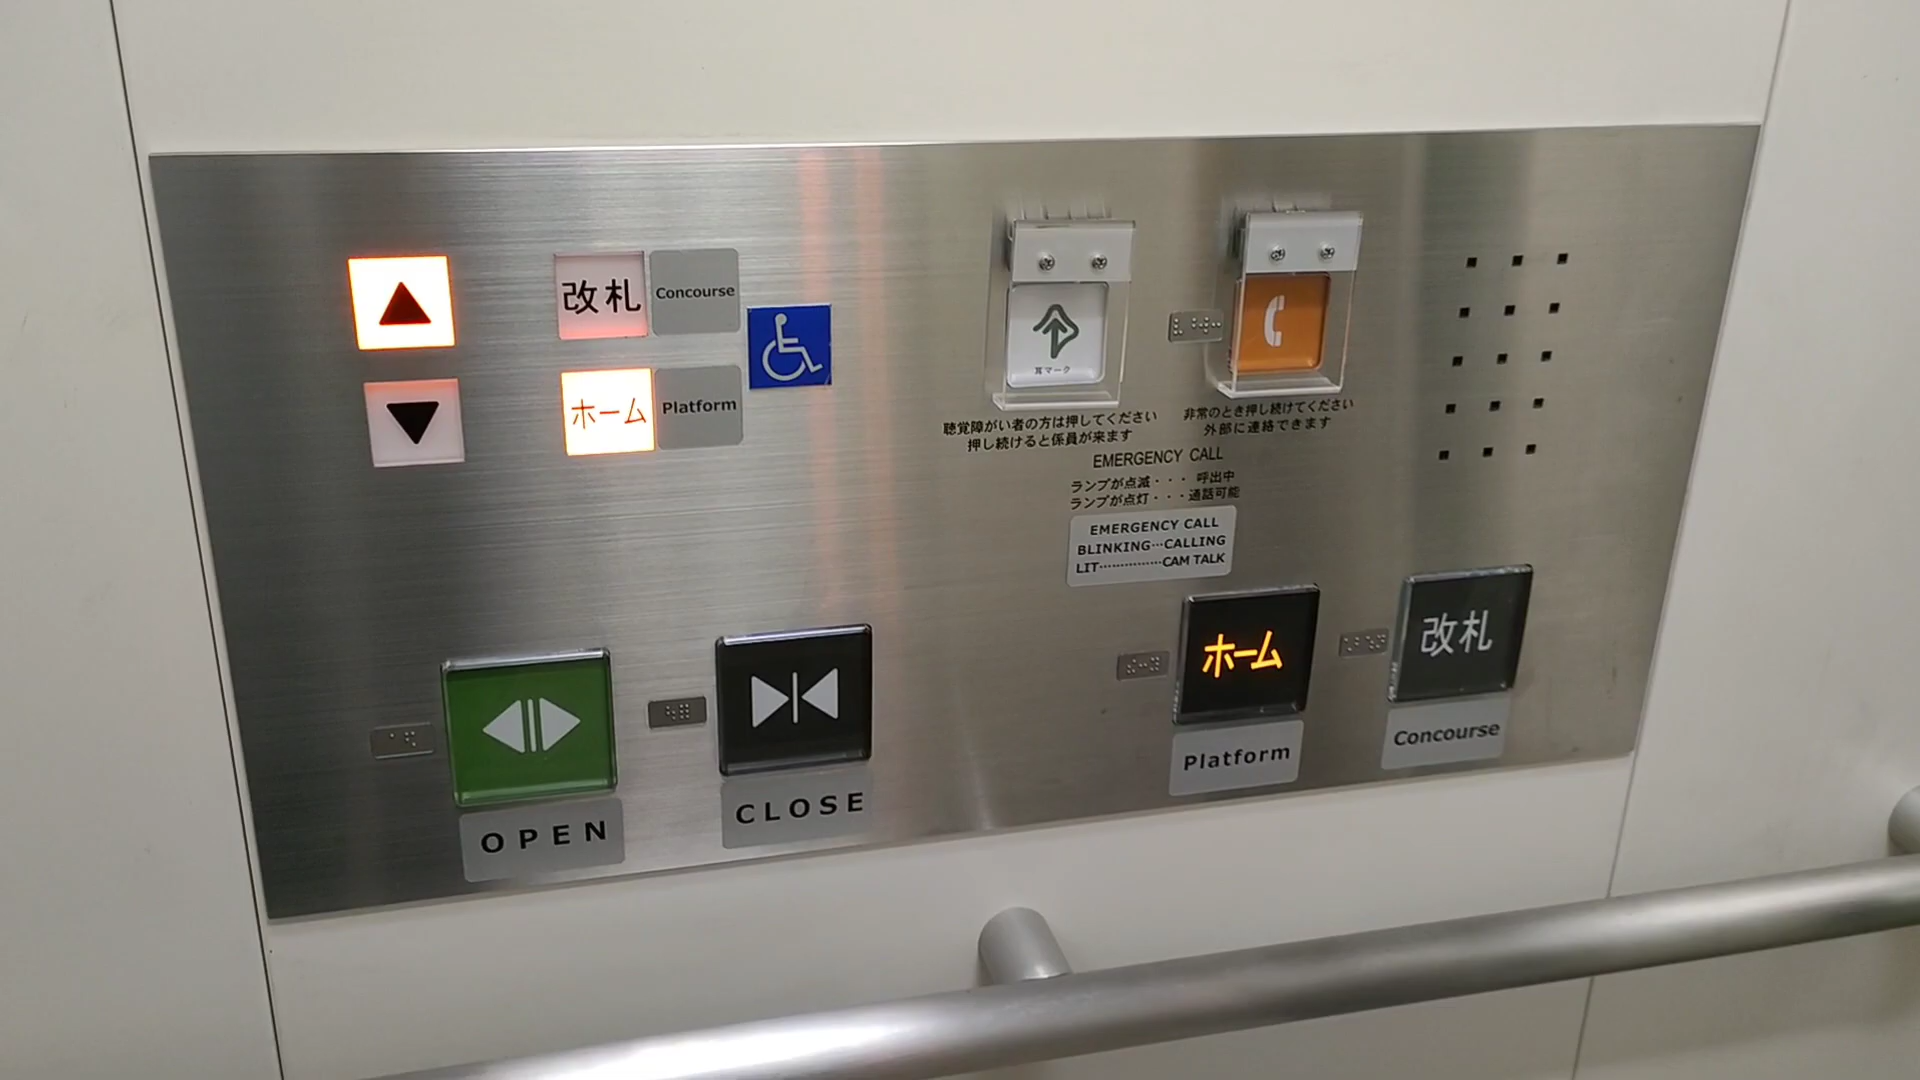 改札
Concourse
ホーム
Platform
耳マーク
聴覚障がい者の方は押してください
押し続けると係員が来ます
非常のとき押し続けてください
外部に連絡できます
EMERGENCY CALL
ランプが点滅・・・呼出中
ランプが点灯・・・通話可能
EMERGENCY CALL
BLINKING…CALLING
LIT……………CAM TALK
OPEN
CLOSE
ホーム
Platform
改札
Concourse